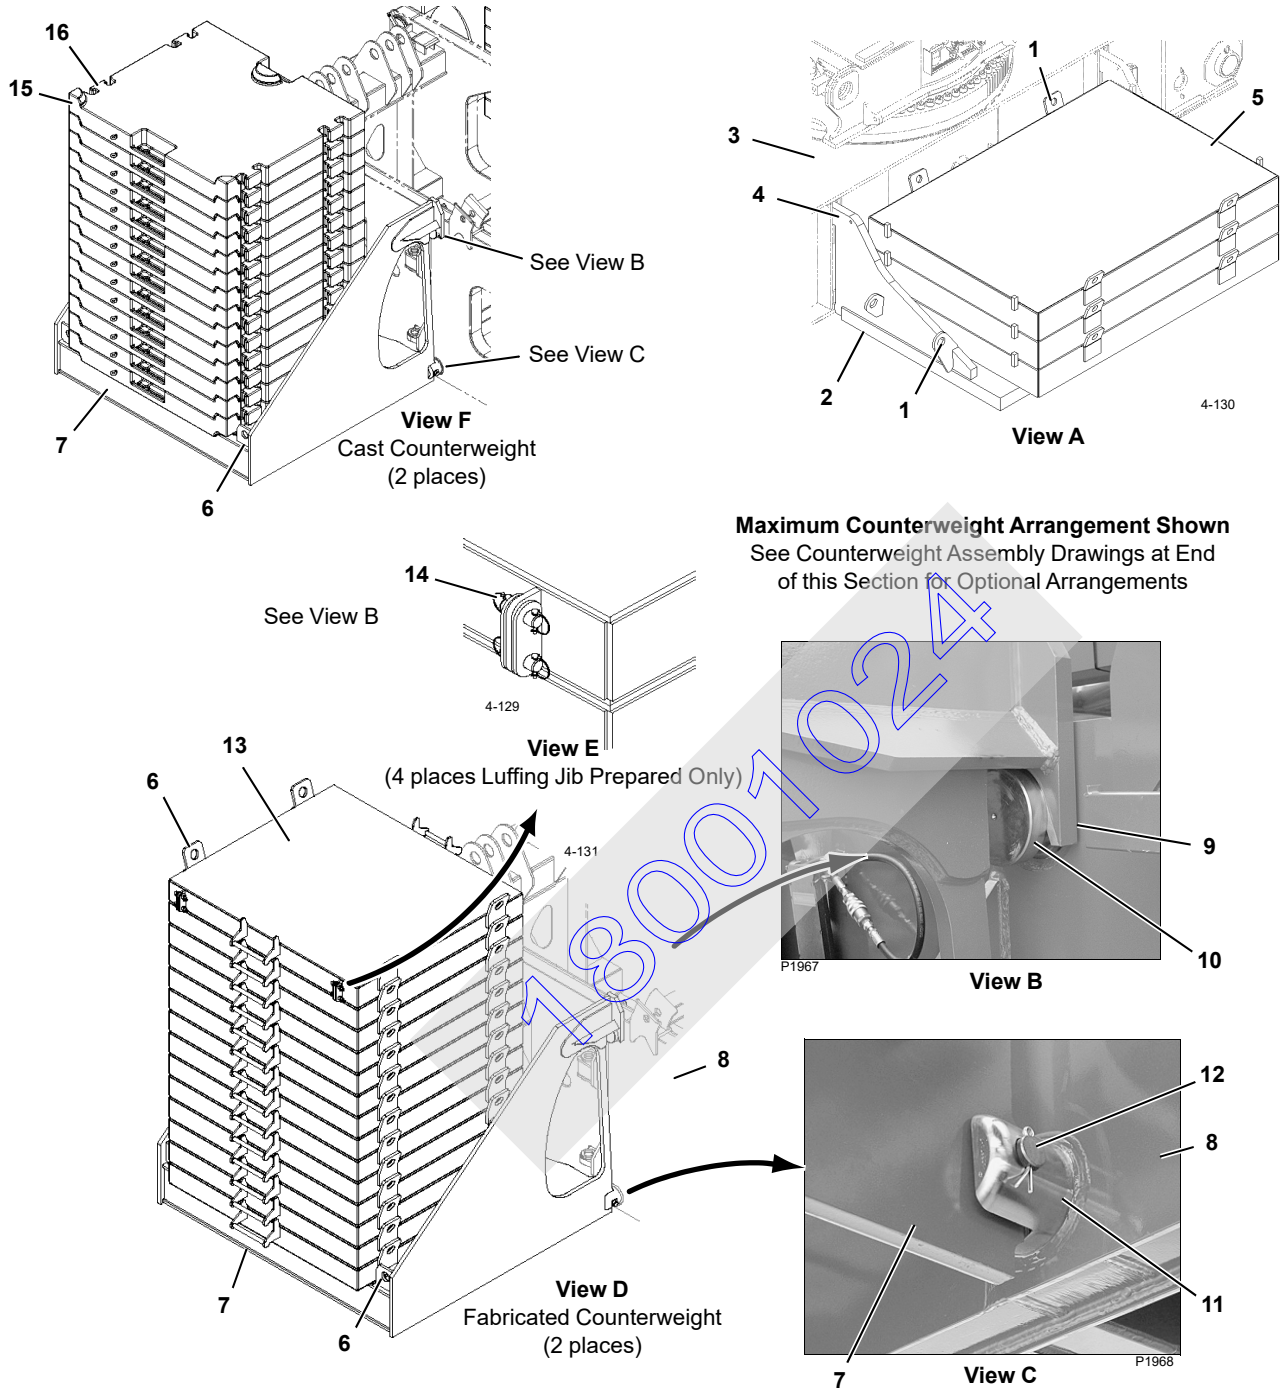 16
15
See View B
See View C
View F
Cast Counterweight
(2 places)
7
6
1
5
3
4
2
1
4-130
View A
Maximum Counterweight Arrangement Shown
See Counterweight Assembly Drawings at End
of this Section for Optional Arrangements
14
See View B
4-129
View E
(4 places Luffing Jib Prepared Only)
13
6
4-131
9
10
P1967
View B
8
7
6
View D
Fabricated Counterweight
(2 places)
12
8
11
7
P1968
View C
18001024